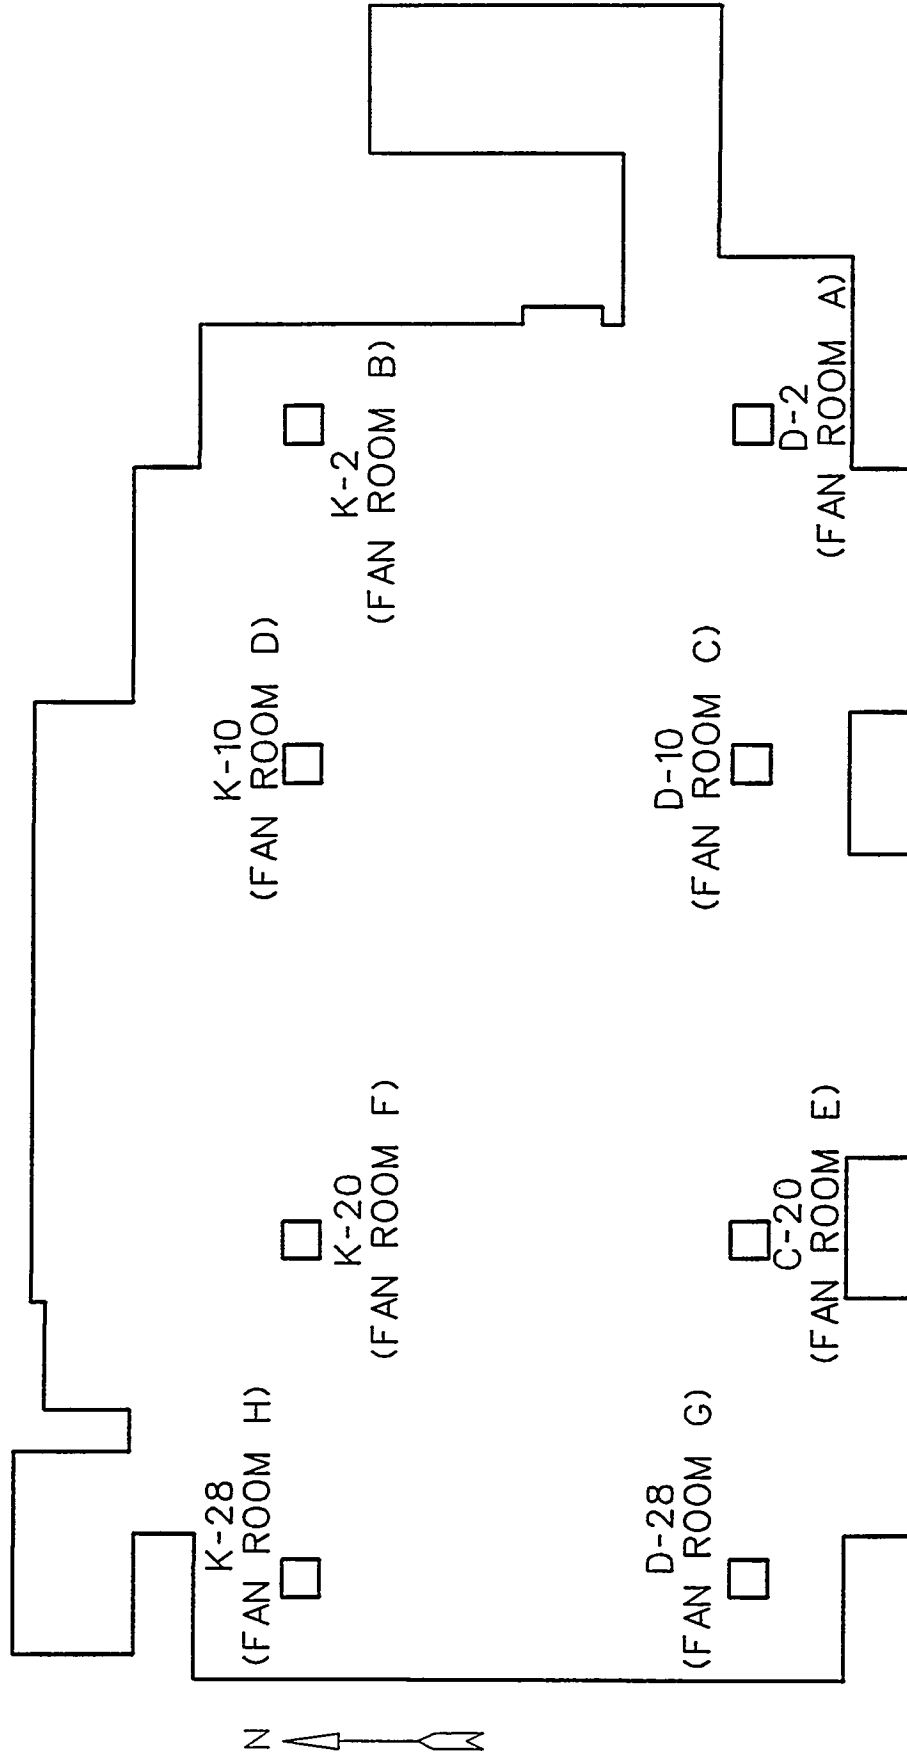 K-28
(FAN ROOM H)
K-20
(FAN ROOM F)
K-10
(FAN ROOM D)
K-2
(FAN ROOM B)
D-28
(FAN ROOM G)
C-20
(FAN ROOM E)
D-10
(FAN ROOM C)
D-2
(FAN ROOM A)
N